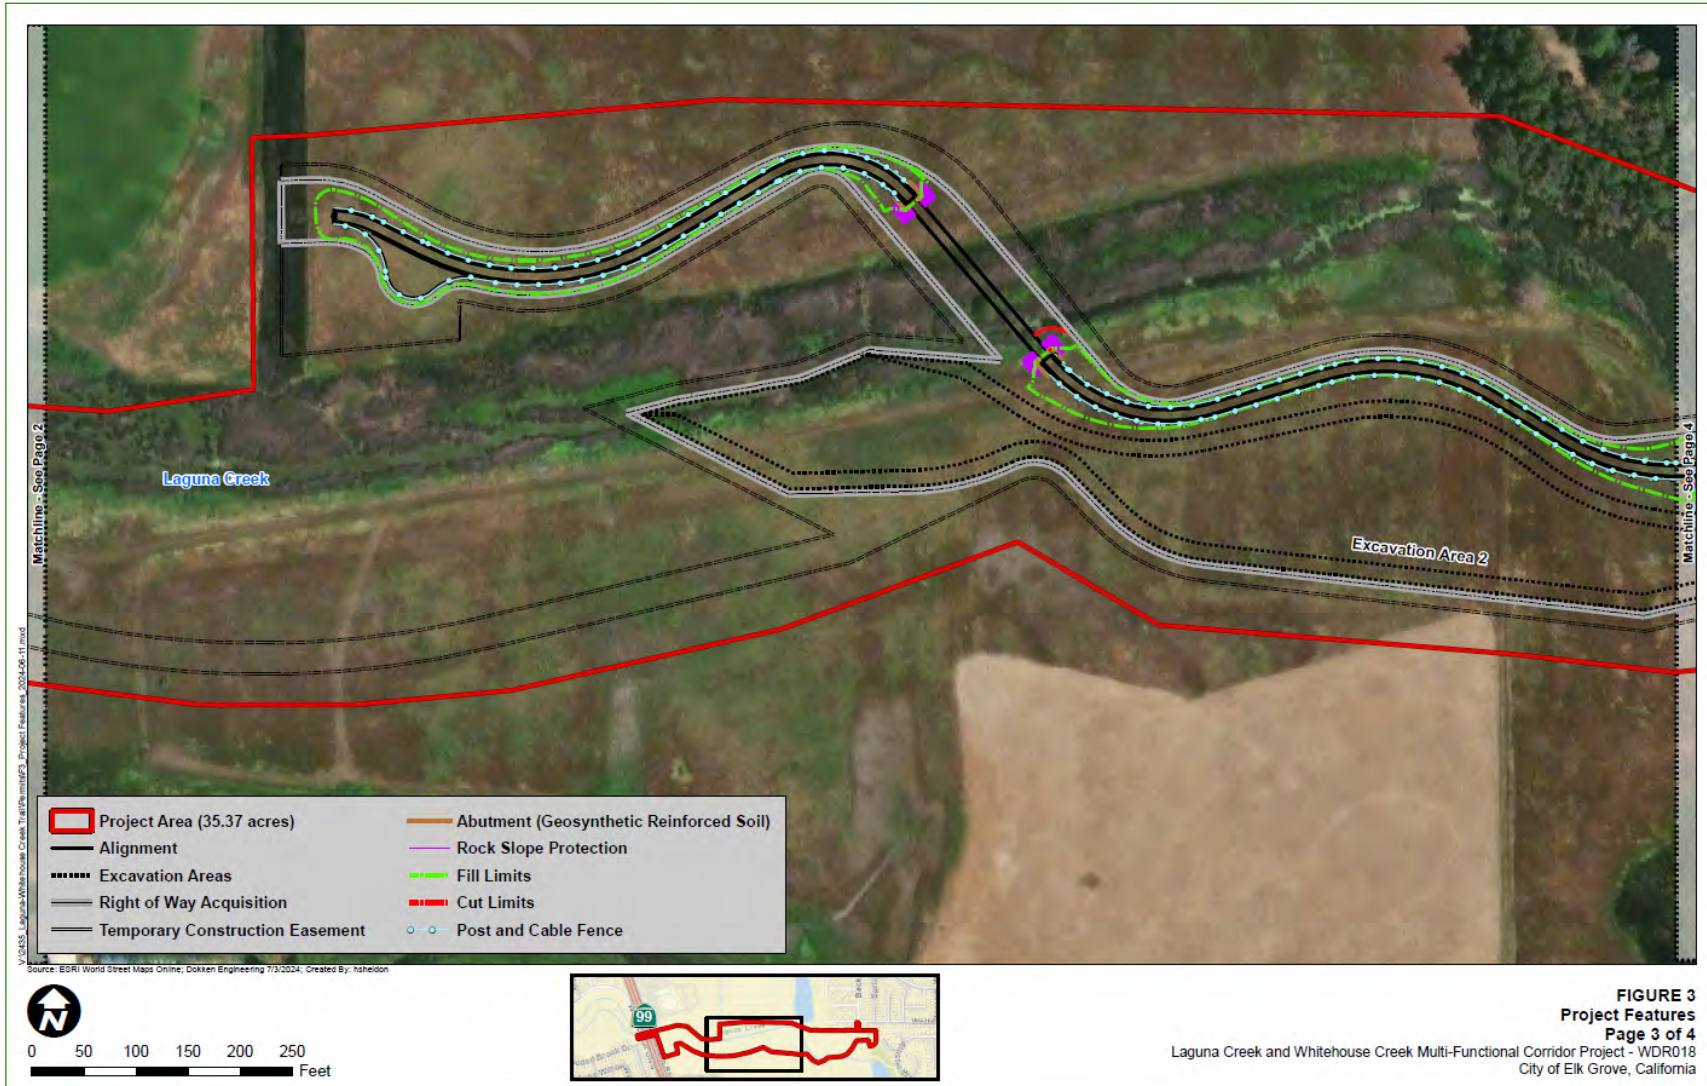 Matchline - See Page 2
Matchline - See Page 4
Laguna Creek
Excavation Area 2
Project Area (35.37 acres)
Alignment
Excavation Areas
Right of Way Acquisition
Temporary Construction Easement
Abutment (Geosynthetic Reinforced Soil)
Rock Slope Protection
Fill Limits
Cut Limits
Post and Cable Fence
Source: ESRI World Street Maps Online; Dokken Engineering 7/3/2024; Created By: hsheldon
N
0 50 100 150 200 250
Feet
99
FIGURE 3
Project Features
Page 3 of 4
Laguna Creek and Whitehouse Creek Multi-Functional Corridor Project - WDR018
City of Elk Grove, California